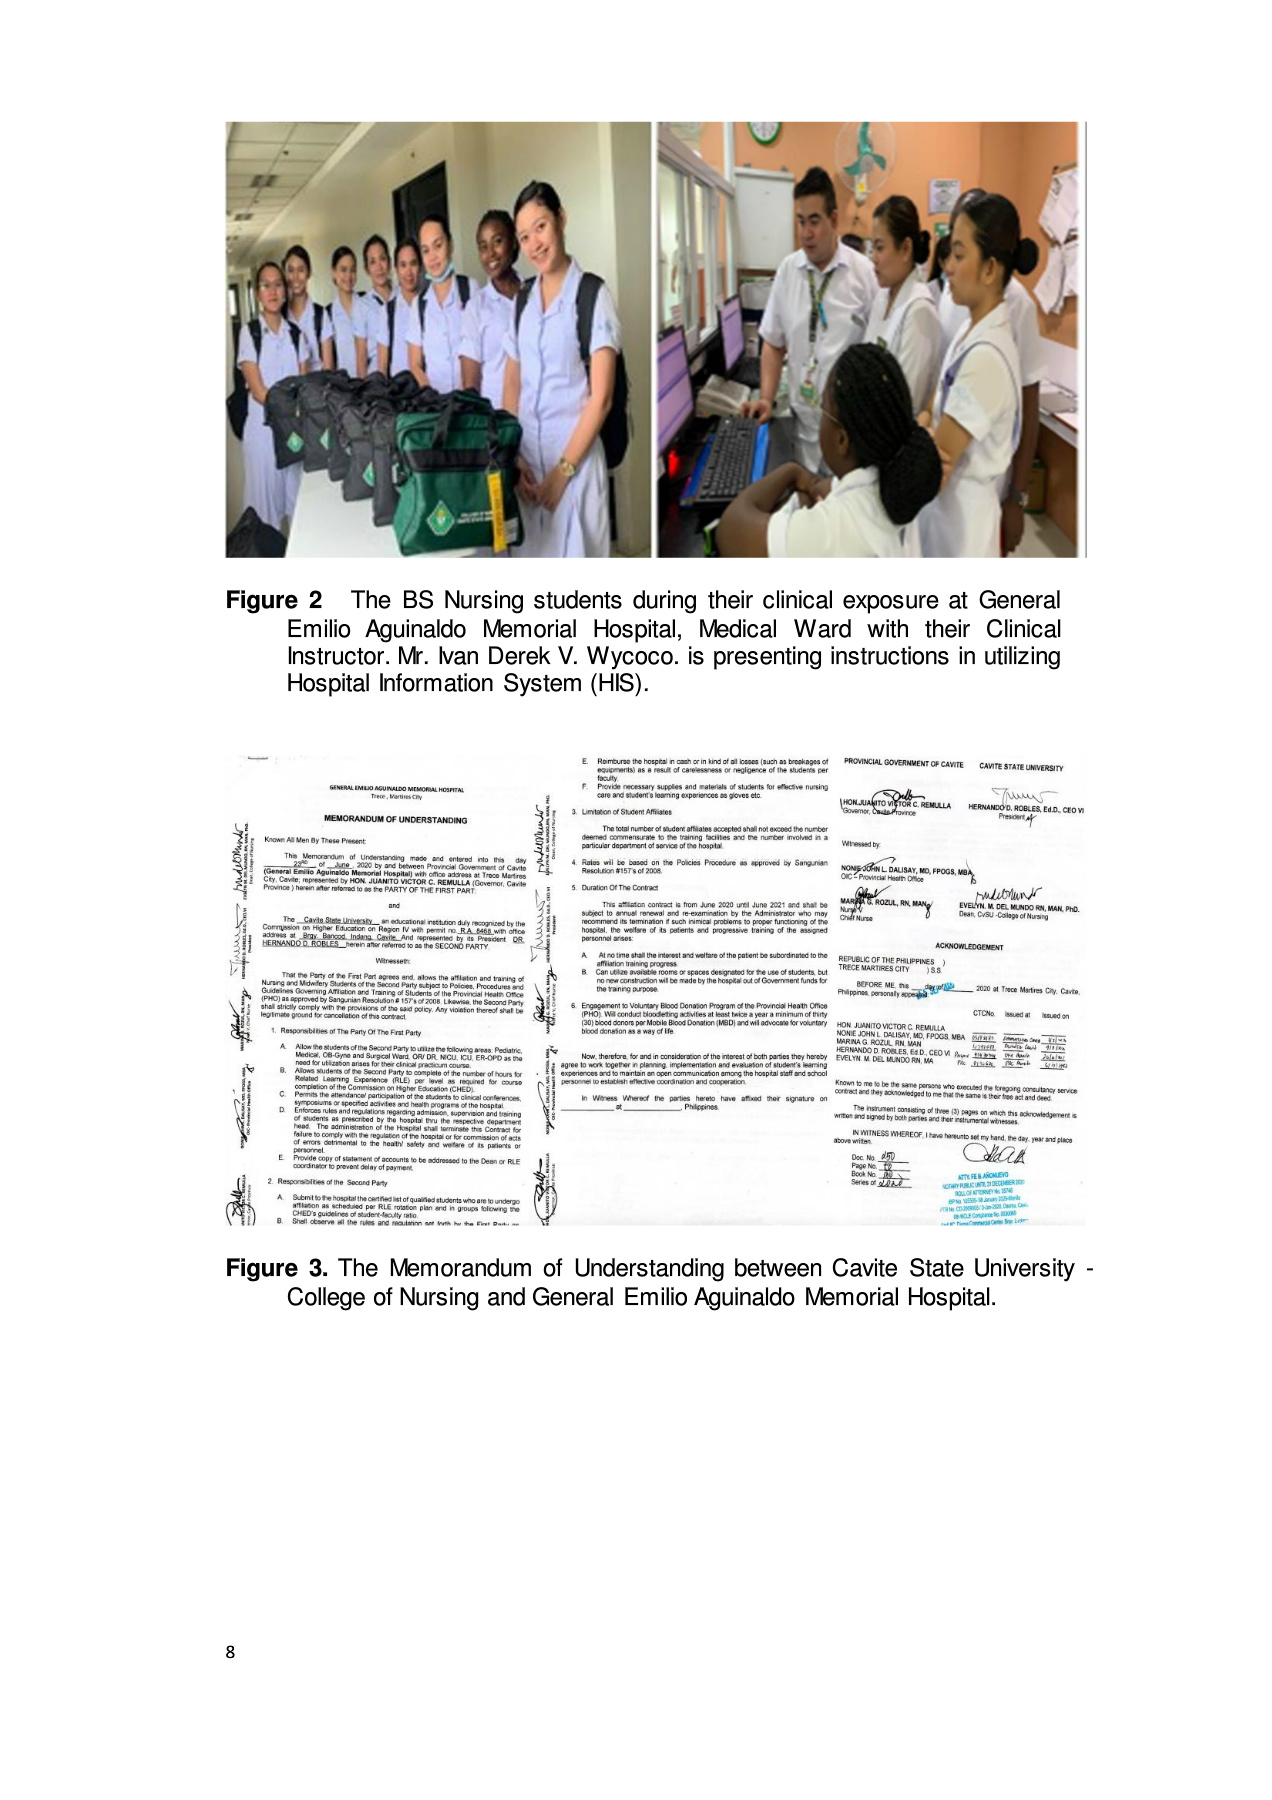 Figure 2 The BS Nursing students during their clinical exposure at General
Emilio Aguinaldo Memorial Hospital, Medical Ward with their Clinical
Instructor. Mr. Ivan Derek V. Wycoco. is presenting instructions in utilizing
Hospital Information System (HIS).
GENERAL EMILIO AGUINALDO MEMORIAL HOSPITAL
Trece , Martires City
MEMORANDUM OF UNDERSTANDING
Known All Men By These Present:
This Memorandum of Understanding made and entered into this day
23RD of June , 2020 by and between Provincial Government of Cavite
(General Emilio Aguinaldo Memorial Hospital) with office address at Trece Martires
City, Cavite; represented by HON. JUANITO VICTOR C. REMULLA (Governor, Cavite
Province ) herein after referred to as the PARTY OF THE FIRST PART.
and
The Cavite State University an educational institution duly recognized by the
Commission on Higher Education on Region IV with permit no. R.A. 8468 with office
address at Brgy. Bancod, Indang, Cavite. And represented by its President DR.
HERNANDO D. ROBLES herein after referred to as the SECOND PARTY.
Witnesseth:
That the Party of the First Part agrees and, allows the affiliation and training of
Nursing and Midwifery Students of the Second Party subject to Policies, Procedures and
Guidelines Governing Affiliation and Training of Students of the Provincial Health Office
(PHO) as approved by Sangunian Resolution # 157's of 2008. Likewise, the Second Party
shall strictly comply with the provisions of the said policy. Any violation thereof shall be
legitimate ground for cancellation of this contract.
1. Responsibilities of The Party Of The First Party
A. Allow the students of the Second Party to utilize the following areas: Pediatric,
Medical, OB-Gyne and Surgical Ward, OR/ DR, NICU, ICU, ER-OPD as the
need for utilization arises for their clinical practicum course.
B. Allows students of the Second Party to complete of the number of hours for
Related Learning Experience (RLE) per level as required for course
completion of the Commission on Higher Education (CHED).
C. Permits the attendance/ participation of the students to clinical conferences,
symposiums or specified activities and health programs of the hospital.
D. Enforces rules and regulations regarding admission, supervision and training
of students as prescribed by the hospital thru the respective department
head. The administration of the Hospital shall terminate this Contract for
failure to comply with the regulation of the hospital or for commission of acts
of errors detrimental to the health/ safety and welfare of its patients or
personnel.
E. Provide copy of statement of accounts to be addressed to the Dean or RLE
coordinator to prevent delay of payment.
2. Responsibilities of the Second Party
A. Submit to the hospital the certified list of qualified students who are to undergo
affiliation as scheduled per RLE rotation plan and in groups following the
CHED's guidelines of student-faculty ratio.
B. Shall observe all the rules and regulation set forth by the First Party as
E. Reimburse the hospital in cash or in kind of all losses (such as breakages of
equipments) as a result of carelessness or negligence of the students per
faculty.
F. Provide necessary supplies and materials of students for effective nursing
care and student's learning experiences as gloves etc.
3. Limitation of Student Affiliates
The total number of student affiliates accepted shall not exceed the number
deemed commensurate to the training facilities and the number involved in a
particular department of service of the hospital.
4. Rates will be based on the Policies Procedure as approved by Sangunian
Resolution #157's of 2008.
5. Duration Of The Contract
This affiliation contract is from June 2020 until June 2021 and shall be
subject to annual renewal and re-examination by the Administrator who may
recommend its termination if such inimical problems to proper functioning of the
hospital, the welfare of its patients and progressive training of the assigned
personnel arises:
A. At no time shall the interest and welfare of the patient be subordinated to the
affiliation training progress.
B. Can utilize available rooms or spaces designated for the use of students, but
no new construction will be made by the hospital out of Government funds for
the training purpose.
6. Engagement to Voluntary Blood Donation Program of the Provincial Health Office
(PHO). Will conduct bloodletting activities at least twice a year a minimum of thirty
(30) blood donors per Mobile Blood Donation (MBD) and will advocate for voluntary
blood donation as a way of life.
Now, therefore, for and in consideration of the interest of both parties they hereby
agree to work together in planning, implementation and evaluation of student's learning
experiences and to maintain an open communication among the hospital staff and school
personnel to establish effective coordination and cooperation.
In Witness Whereof the parties hereto have affixed their signature on
at , Philippines.
PROVINCIAL GOVERNMENT OF CAVITE CAVITE STATE UNIVERSITY
HON.JUANITO VICTOR C. REMULLA HERNANDO D. ROBLES, Ed.D., CEO VI
Governor, Cavite Province President
Witnessed by:
NONIE JOHN L. DALISAY, MD, FPOGS, MBA
OIC – Provincial Health Office
MARINA G. ROZUL, RN, MAN EVELYN. M. DEL MUNDO RN, MAN, PhD.
Nurse V Dean, CvSU -College of Nursing
Chief Nurse
ACKNOWLEDGEMENT
REPUBLIC OF THE PHILIPPINES )
TRECE MARTIRES CITY ) S.S.
BEFORE ME, this day of 2020 at Trece Martires City, Cavite,
Philippines, personally appeared
CTCNo. Issued at Issued on
HON. JUANITO VICTOR C. REMULLA
NONIE JOHN L. DALISAY, MD, FPOGS, MBA
MARINA G. ROZUL, RN, MAN
HERNANDO D. ROBLES, Ed.D., CEO VI
EVELYN. M. DEL MUNDO RN, MA
Known to me to be the same persons who executed the foregoing consultancy service
contract and they acknowledged to me that the same is their free act and deed.
The instrument consisting of three (3) pages on which this acknowledgement is
written and signed by both parties and their instrumental witnesses.
IN WITNESS WHEREOF, I have hereunto set my hand, the day, year and place
above written.
Doc. No.
Page No.
Book No.
Series of 2020
ATTY. FE B. AÑONUEVO
NOTARY PUBLIC UNTIL 31 DECEMBER 2020
Figure 3. The Memorandum of Understanding between Cavite State University -
College of Nursing and General Emilio Aguinaldo Memorial Hospital.
8